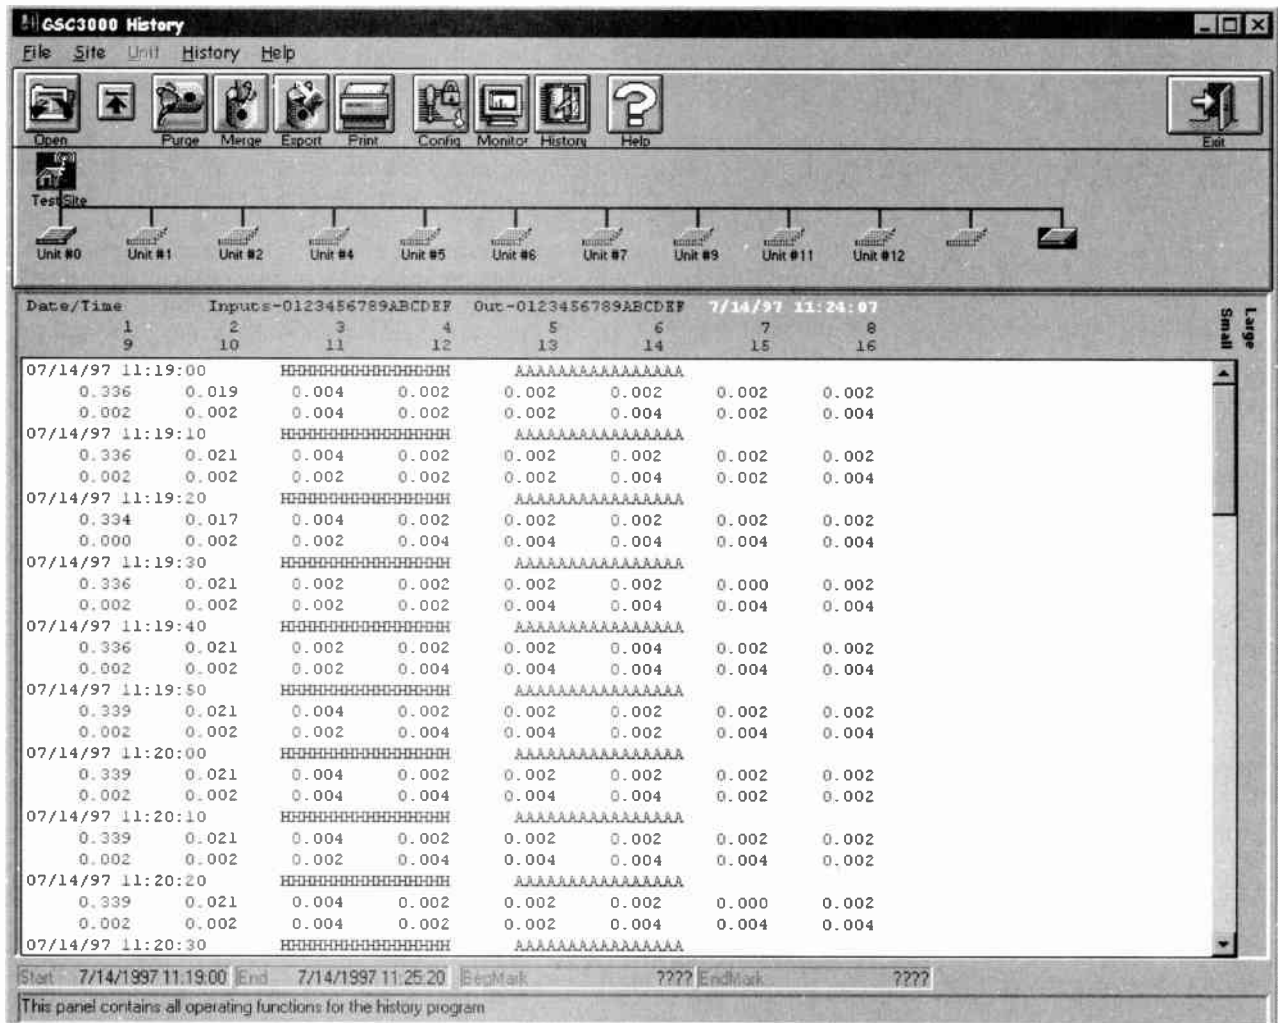 GSC3000 History
File Site Unit History Help
Open Purge Merge Export Print Config Monitor History Help Exit
Test Site
Unit #0 Unit #1 Unit #2 Unit #4 Unit #5 Unit #6 Unit #7 Unit #9 Unit #11 Unit #12
Date/Time Inputs-0123456789ABCDEF Out-0123456789ABCDEF 7/14/97 11:24:07
1 2 3 4 5 6 7 8
9 10 11 12 13 14 15 16
Large
Small
07/14/97 11:19:00 HHHHHHHHHHHHHHHH AAAAAAAAAAAAAAAA
0.336 0.019 0.004 0.002 0.002 0.002 0.002 0.002
0.002 0.002 0.004 0.002 0.002 0.004 0.002 0.004
07/14/97 11:19:10 HHHHHHHHHHHHHHHH AAAAAAAAAAAAAAAA
0.336 0.021 0.004 0.002 0.002 0.002 0.002 0.002
0.002 0.002 0.002 0.002 0.002 0.004 0.002 0.004
07/14/97 11:19:20 HHHHHHHHHHHHHHHH AAAAAAAAAAAAAAAA
0.334 0.017 0.004 0.002 0.002 0.002 0.002 0.002
0.000 0.002 0.002 0.004 0.004 0.004 0.004 0.004
07/14/97 11:19:30 HHHHHHHHHHHHHHHH AAAAAAAAAAAAAAAA
0.336 0.021 0.002 0.002 0.002 0.002 0.000 0.002
0.002 0.002 0.002 0.002 0.004 0.004 0.004 0.004
07/14/97 11:19:40 HHHHHHHHHHHHHHHH AAAAAAAAAAAAAAAA
0.336 0.021 0.002 0.002 0.002 0.004 0.002 0.002
0.002 0.002 0.002 0.004 0.004 0.004 0.004 0.004
07/14/97 11:19:50 HHHHHHHHHHHHHHHH AAAAAAAAAAAAAAAA
0.339 0.021 0.004 0.002 0.002 0.002 0.002 0.002
0.002 0.002 0.002 0.004 0.004 0.002 0.004 0.004
07/14/97 11:20:00 HHHHHHHHHHHHHHHH AAAAAAAAAAAAAAAA
0.339 0.021 0.004 0.002 0.002 0.002 0.002 0.002
0.002 0.002 0.004 0.004 0.004 0.004 0.002 0.002
07/14/97 11:20:10 HHHHHHHHHHHHHHHH AAAAAAAAAAAAAAAA
0.339 0.021 0.004 0.002 0.002 0.002 0.002 0.002
0.002 0.002 0.002 0.004 0.004 0.004 0.004 0.002
07/14/97 11:20:20 HHHHHHHHHHHHHHHH AAAAAAAAAAAAAAAA
0.339 0.021 0.004 0.002 0.002 0.002 0.000 0.002
0.002 0.002 0.004 0.002 0.002 0.004 0.004 0.004
07/14/97 11:20:30 HHHHHHHHHHHHHHHH AAAAAAAAAAAAAAAA
Start 7/14/1997 11:19:00 End 7/14/1997 11:25:20 BegMark ???? EndMark ????
This panel contains all operating functions for the history program